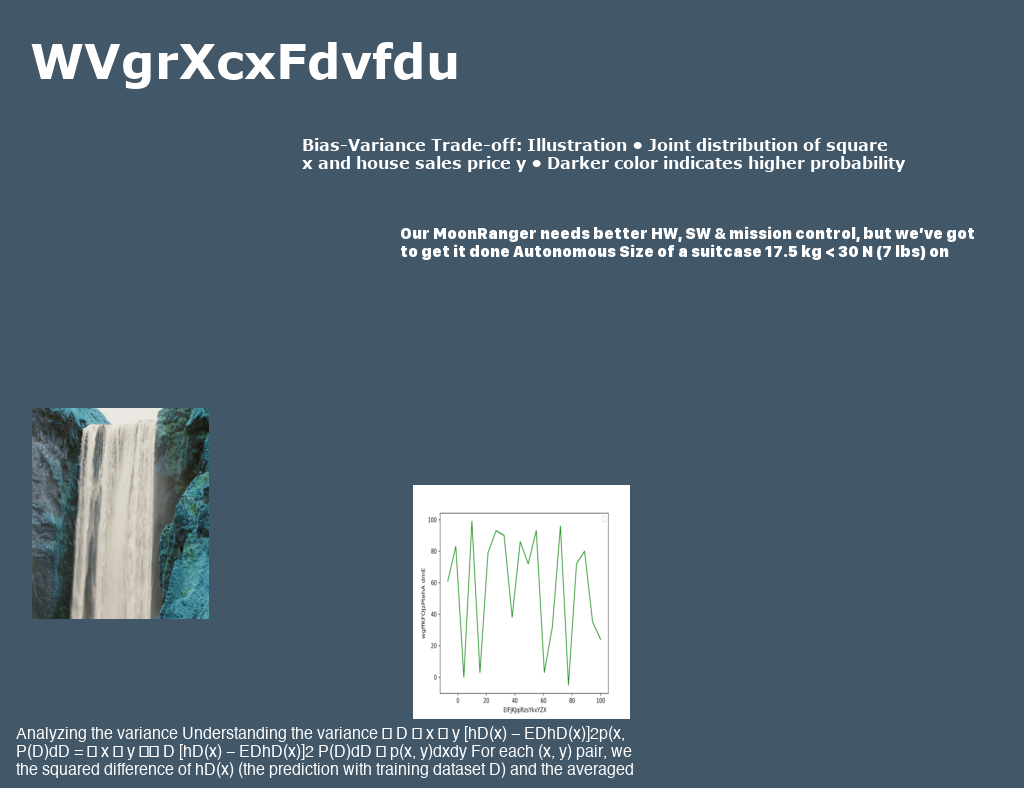 WVgrXcxFdvfdu
Bias-Variance Trade-off: Illustration • Joint distribution of square
x and house sales price y • Darker color indicates higher probability
Our MoonRanger needs better HW, SW & mission control, but we've got
to get it done Autonomous Size of a suitcase 17.5 kg < 30 N (7 lbs) on
100
80
60
40
20
0
0 20 40 60 80 100
Analyzing the variance Understanding the variance □ D □ x □ y [hD(x) – EDhD(x)]2p(x,
P(D)dD = □ x □ y □□ D [hD(x) – EDhD(x)]2 P(D)dD □ p(x, y)dxdy For each (x, y) pair, we
the squared difference of hD(x) (the prediction with training dataset D) and the averaged